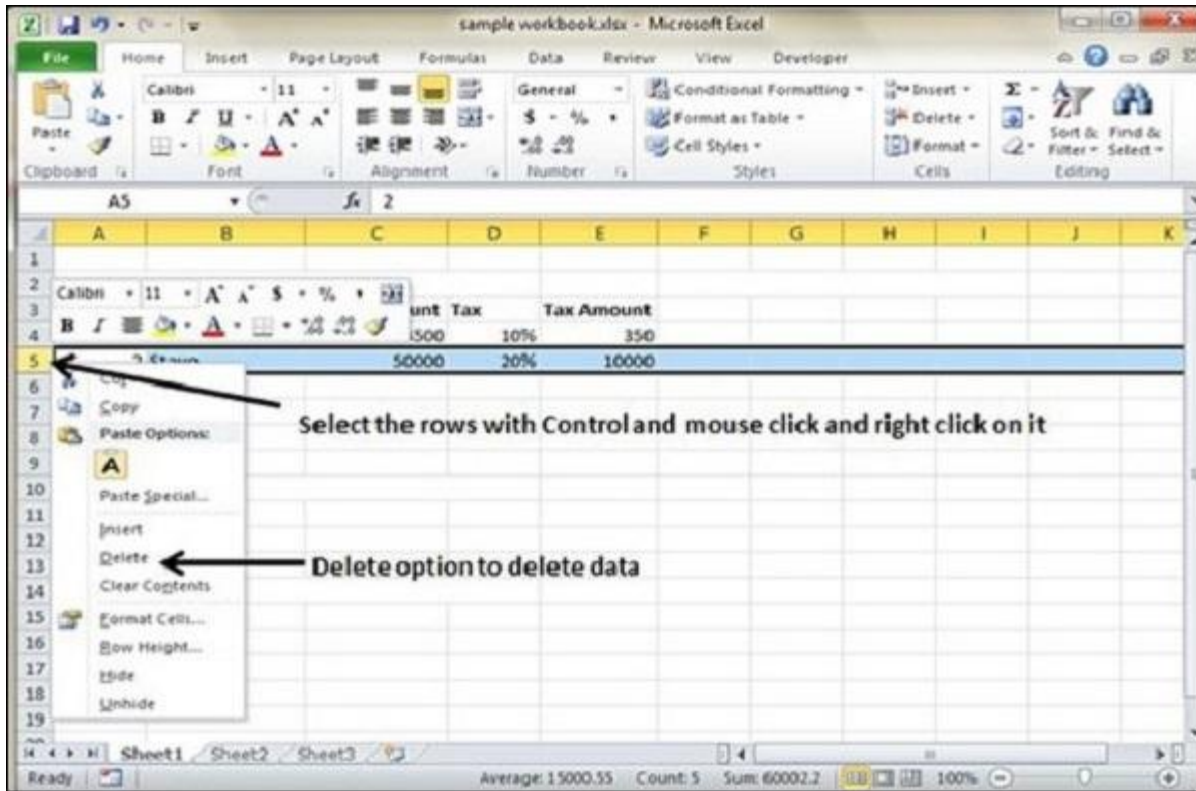 sample workbook.xlsx - Microsoft Excel
File Home Insert Page Layout Formulas Data Review View Developer
Calibri 11 General Conditional Formatting Insert Σ
Paste B I U A A $ % , Format as Table Delete Sort & Find &
A Cell Styles Format Filter Select
Clipboard Font Alignment Number Styles Cells Editing
A5 fx 2
A B C D E F G H I J K
1
2
Calibri 11 A A $ % ,
3 unt Tax Tax Amount
B I A
4 500 10% 350
5 2 50000 20% 10000
6
7 Copy
Select the rows with Control and mouse click and right click on it
8 Paste Options:
9 A
10 Paste Special...
11
12 Insert
13 Delete
Delete option to delete data
14 Clear Contents
15 Format Cells...
16 Row Height...
17 Hide
18 Unhide
19
Sheet1 Sheet2 Sheet3
Ready Average: 15000.55 Count: 5 Sum: 60002.2 100%